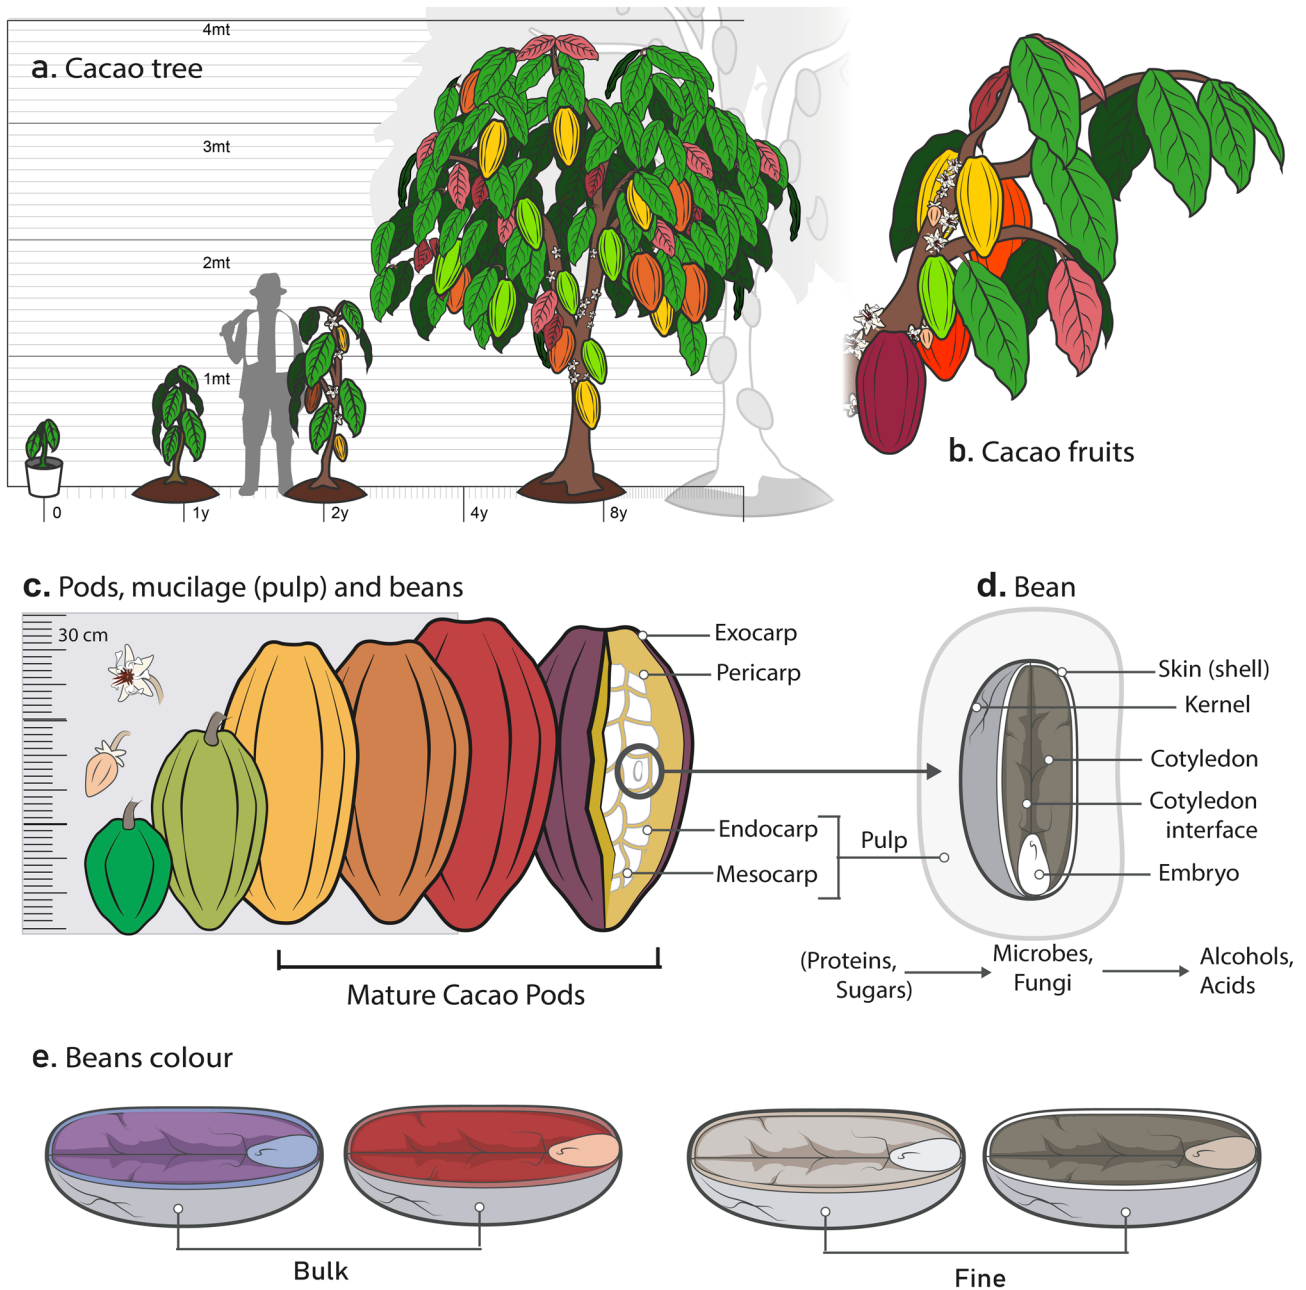 4mt
a. Cacao tree
3mt
2mt
1mt
0
1y
2y
4y
8y
b. Cacao fruits
c. Pods, mucilage (pulp) and beans
30 cm
Exocarp
Pericarp
Endocarp
Mesocarp
Pulp
Mature Cacao Pods
d. Bean
Skin (shell)
Kernel
Cotyledon
Cotyledon
interface
Embryo
(Proteins,
Sugars)
Microbes,
Fungi
Alcohols,
Acids
e. Beans colour
Bulk
Fine